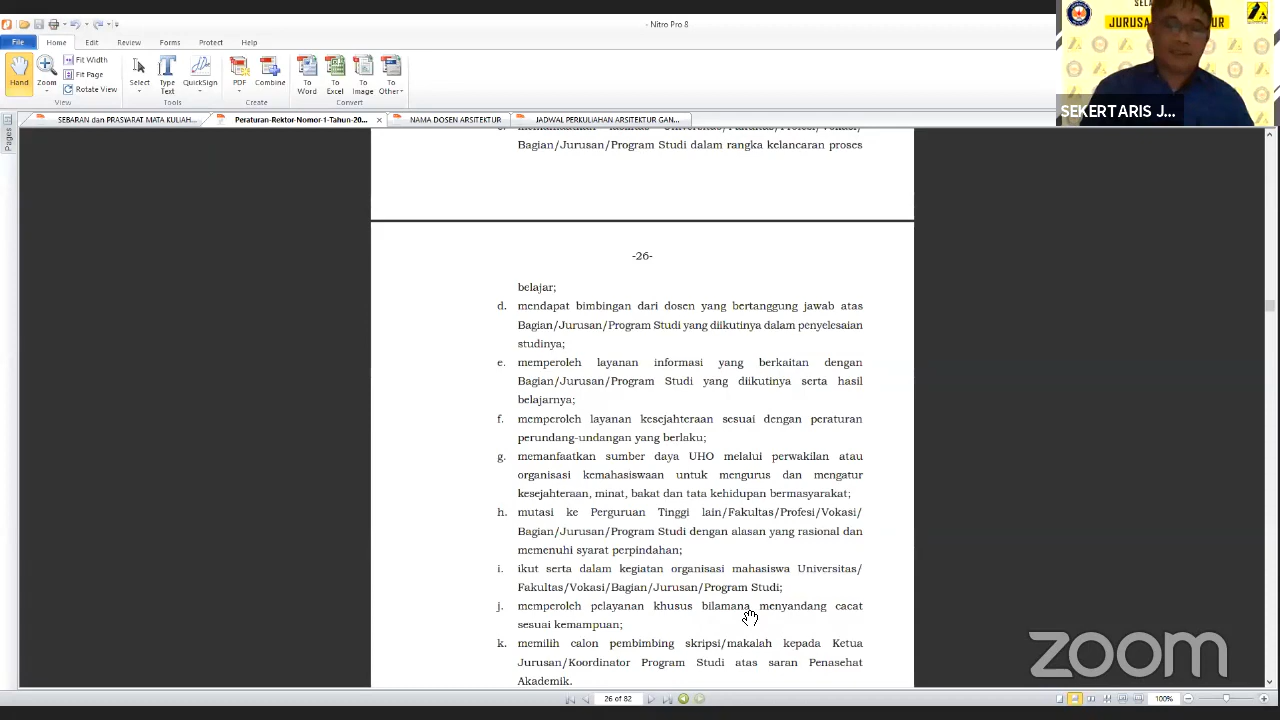 - Nitro Pro 8
File Home Edit Review Forms Protect Help
Hand
Zoom
Fit Width
Fit Page
Rotate View
View
Select
Type Text
QuickSign
Tools
PDF
Combine
Create
To Word
To Excel
To Image
To Other
Convert
SEBARAN dan PRASYARAT MATA KULIAH...
Peraturan-Rektor-Nomor-1-Tahun-20...
NAMA DOSEN ARSITEKTUR
JADWAL PERKULIAHAN ARSITEKTUR GAN...
Pages
SEKERTARIS J...
Bagian/Jurusan/Program Studi dalam rangka kelancaran proses
-26-
belajar;
d. mendapat bimbingan dari dosen yang bertanggung jawab atas
Bagian/Jurusan/Program Studi yang diikutinya dalam penyelesaian
studinya;
e. memperoleh layanan informasi yang berkaitan dengan
Bagian/Jurusan/Program Studi yang diikutinya serta hasil
belajarnya;
f. memperoleh layanan kesejahteraan sesuai dengan peraturan
perundang-undangan yang berlaku;
g. memanfaatkan sumber daya UHO melalui perwakilan atau
organisasi kemahasiswaan untuk mengurus dan mengatur
kesejahteraan, minat, bakat dan tata kehidupan bermasyarakat;
h. mutasi ke Perguruan Tinggi lain/Fakultas/Profesi/Vokasi/
Bagian/Jurusan/Program Studi dengan alasan yang rasional dan
memenuhi syarat perpindahan;
i. ikut serta dalam kegiatan organisasi mahasiswa Universitas/
Fakultas/Vokasi/Bagian/Jurusan/Program Studi;
j. memperoleh pelayanan khusus bilamana menyandang cacat
sesuai kemampuan;
k. memilih calon pembimbing skripsi/makalah kepada Ketua
Jurusan/Koordinator Program Studi atas saran Penasehat
Akademik.
zoom
26 of 82
100%